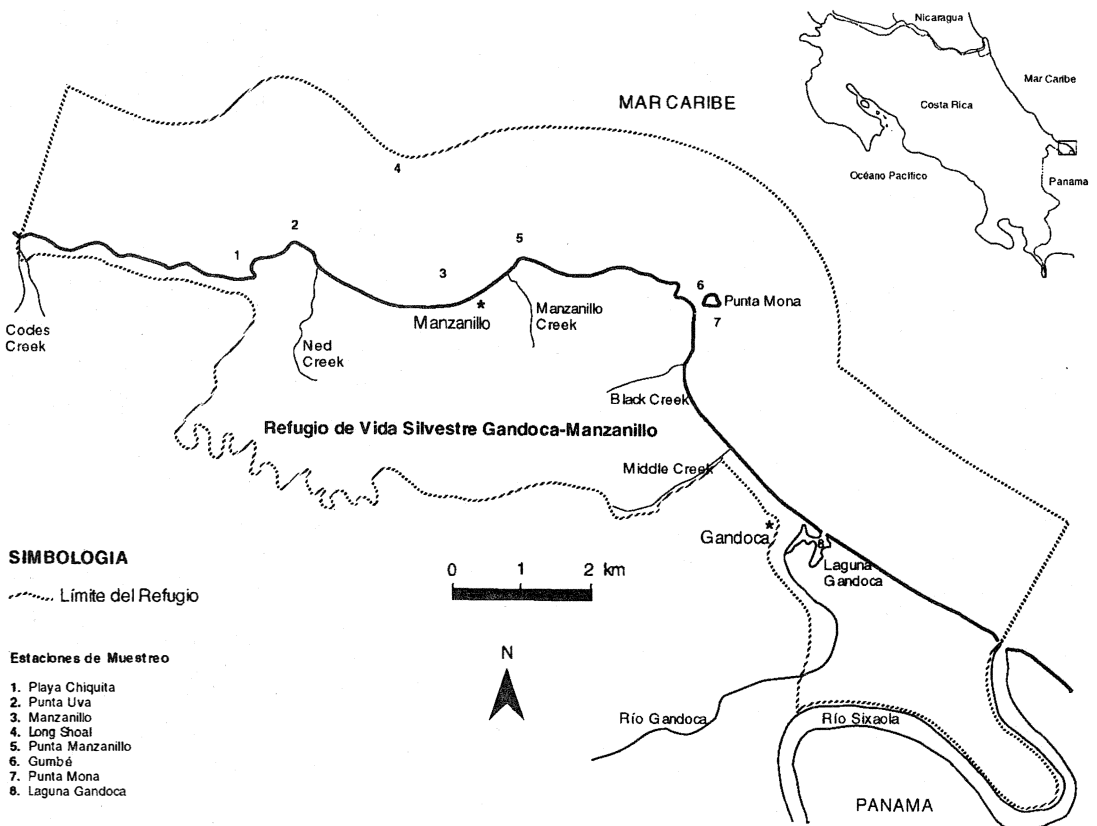 Nicaragua
Mar Caribe
Costa Rica
Océano Pacífico
Panama
MAR CARIBE
4
2
1
5
3
6
Punta Mona
7
Manzanillo
Manzanillo
Creek
Codes
Creek
Ned
Creek
Black Creek
Refugio de Vida Silvestre Gandoca-Manzanillo
Middle Creek
Gandoca
8
Laguna
Gandoca
SIMBOLOGIA
Límite del Refugio
0 1 2 km
N
Estaciones de Muestreo
1. Playa Chiquita
2. Punta Uva
3. Manzanillo
4. Long Shoal
5. Punta Manzanillo
6. Gumbé
7. Punta Mona
8. Laguna Gandoca
Río Gandoca
Río Sixaola
PANAMA